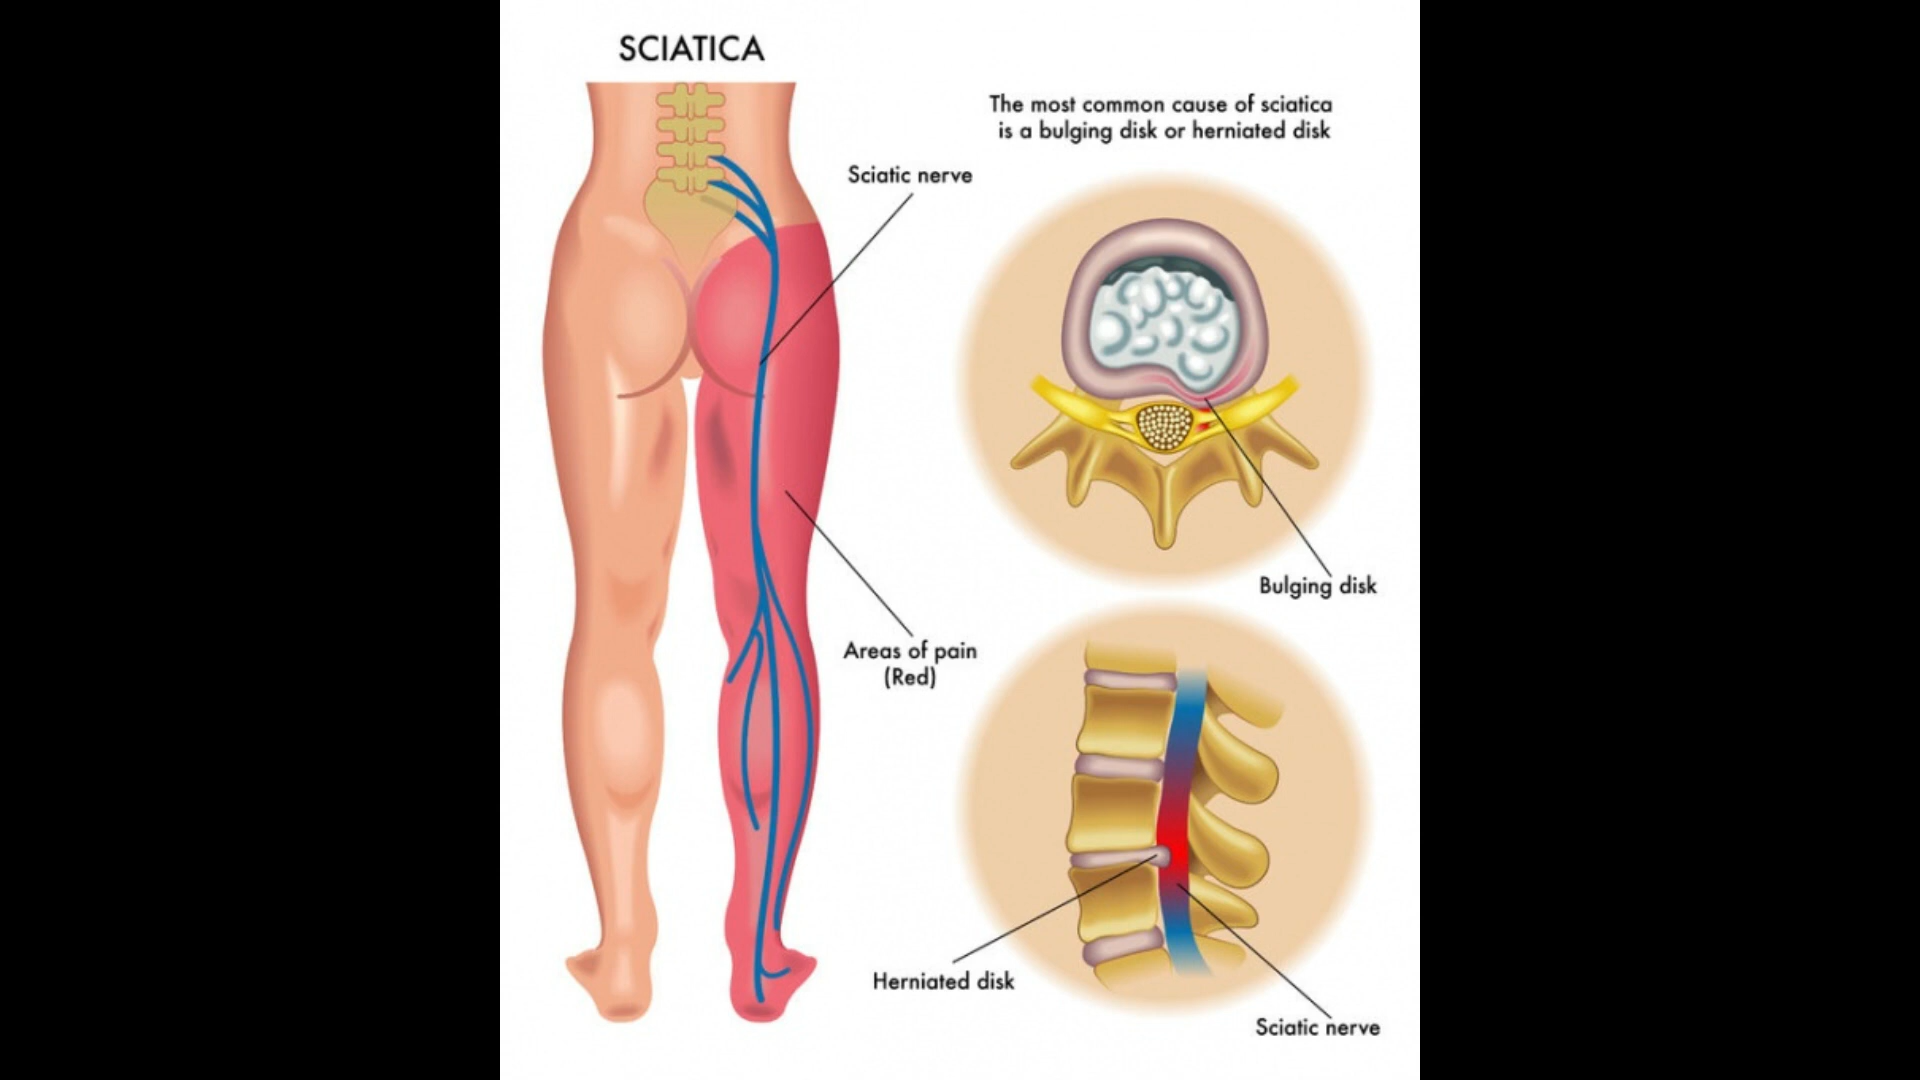 SCIATICA
The most common cause of sciatica
is a bulging disk or herniated disk
Sciatic nerve
Bulging disk
Areas of pain
(Red)
Herniated disk
Sciatic nerve